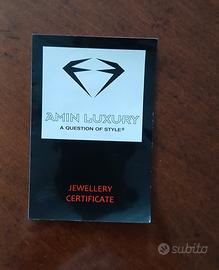 AMIN LUXURY
A QUESTION OF STYLE®
JEWELLERY
CERTIFICATE
subito